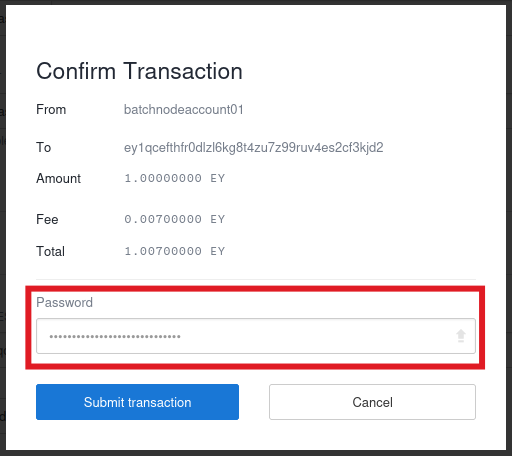 Confirm Transaction
From batchnodeaccount01
To ey1qcefthfr0dlzl6kg8t4zu7z99ruv4es2cf3kjd2
Amount 1.00000000 EY
Fee 0.00700000 EY
Total 1.00700000 EY
Password
Submit transaction Cancel